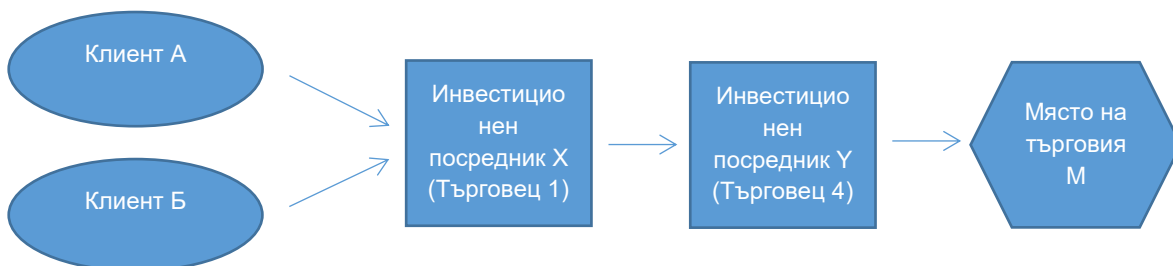 Клиент А
Клиент Б
Инвестицио
нен
посредник X
(Търговец 1)
Инвестицио
нен
посредник Y
(Търговец 4)
Място на
търговия
М